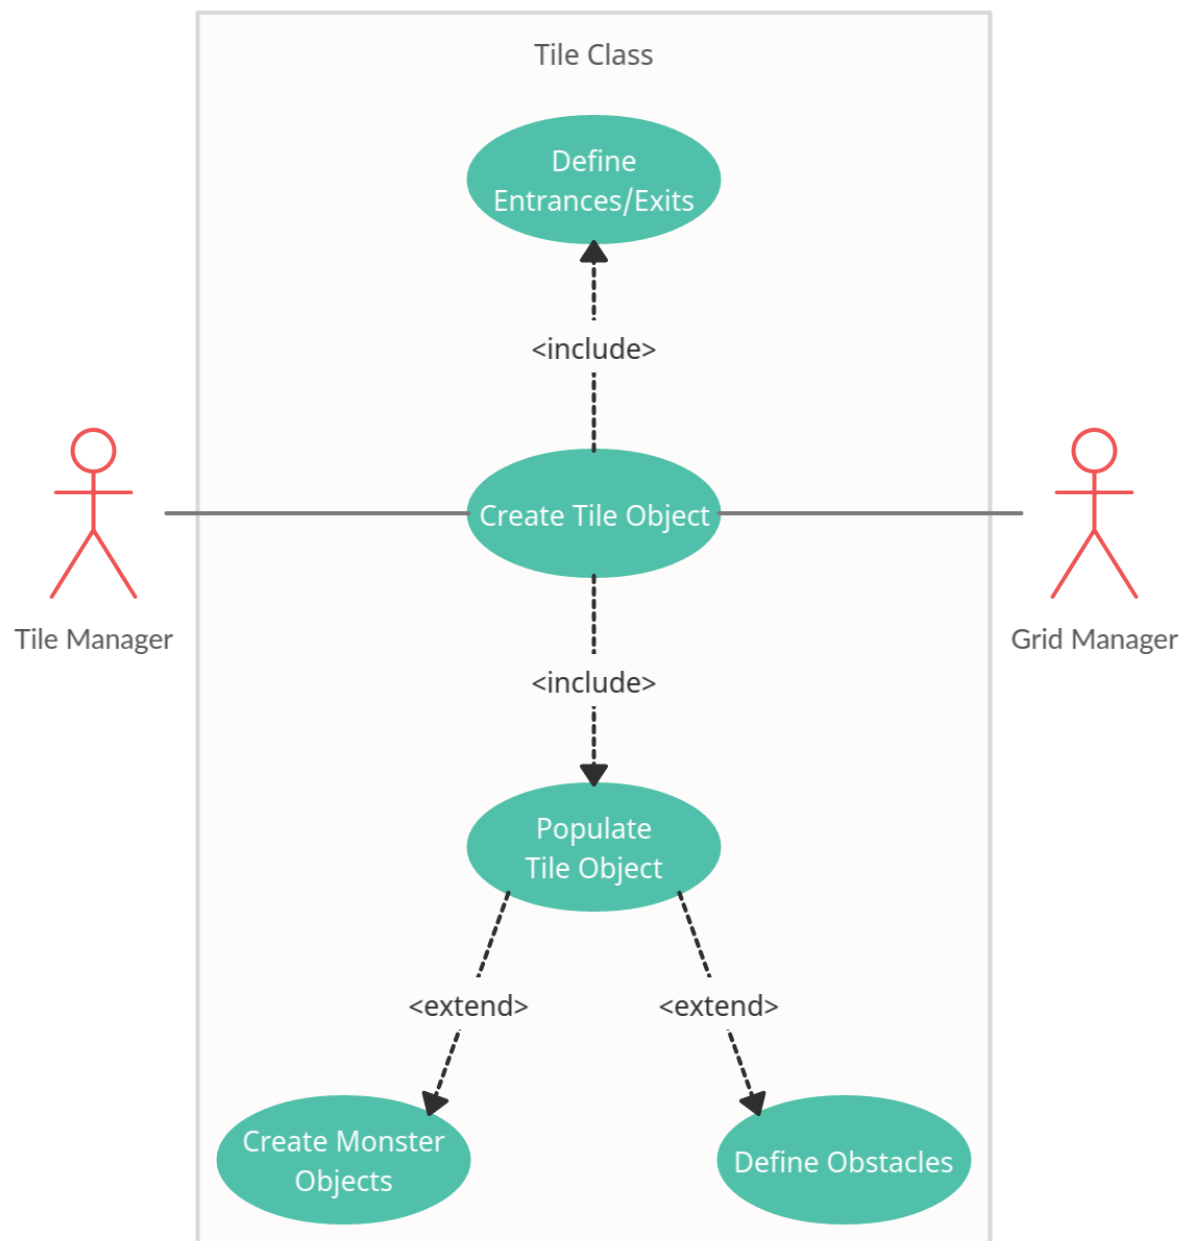 Tile Class
Define
Entrances/Exits
<include>
Create Tile Object
Tile Manager
Grid Manager
<include>
Populate
Tile Object
<extend>
<extend>
Create Monster
Objects
Define Obstacles